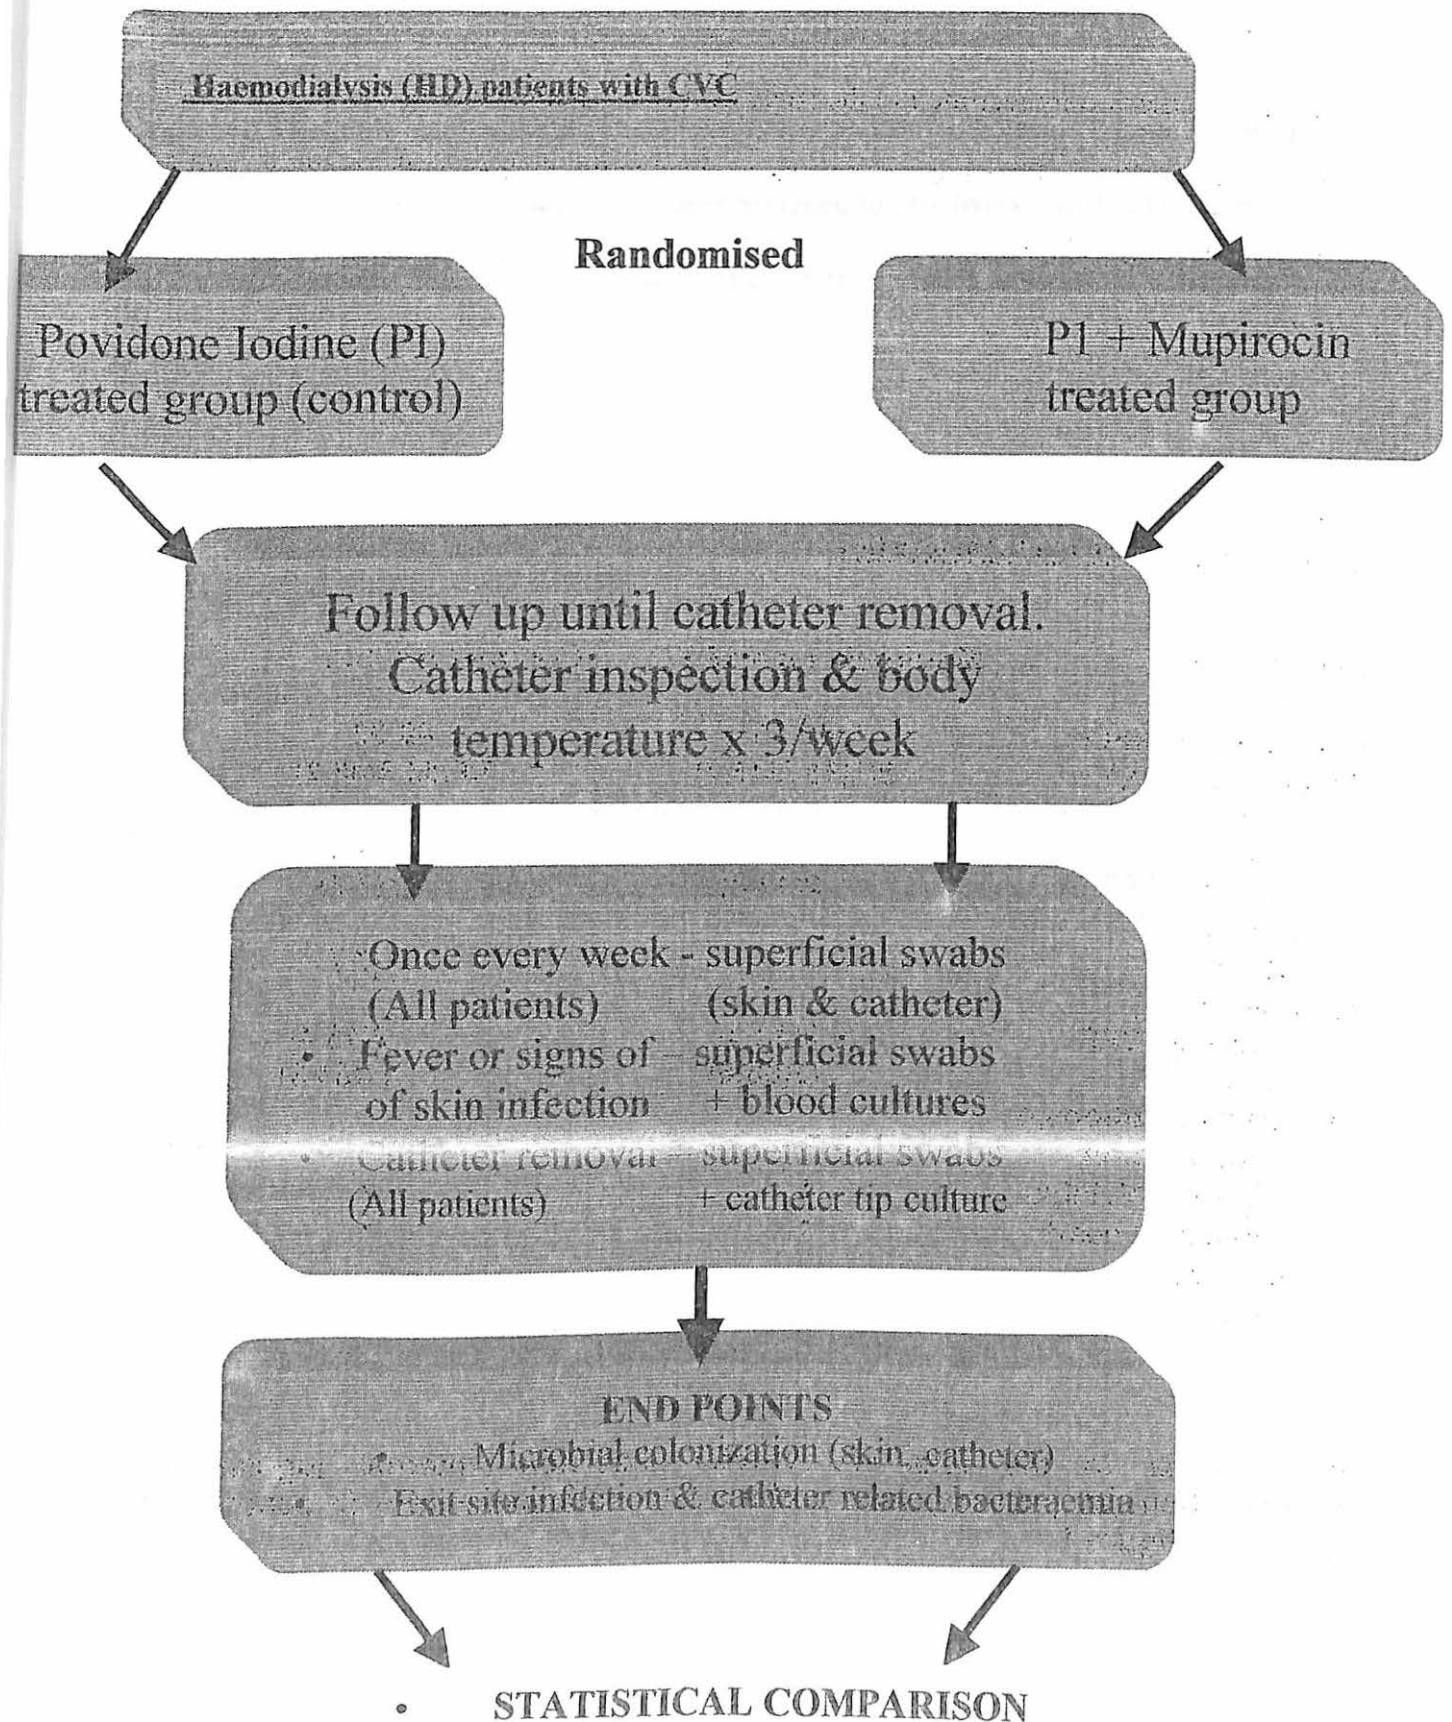 Haemodialysis (HD) patients with CVC
Randomised
Povidone Iodine (PI)
treated group (control)
P1 + Mupirocin
treated group
Follow up until catheter removal.
Catheter inspection & body
temperature x 3/week
Once every week - superficial swabs
(All patients) (skin & catheter)
• Fever or signs of – superficial swabs
of skin infection + blood cultures
• Catheter removal – superficial swabs
(All patients) + catheter tip culture
END POINTS
• Microbial colonization (skin, catheter)
• Exit site infection & catheter related bacteraemia
• STATISTICAL COMPARISON